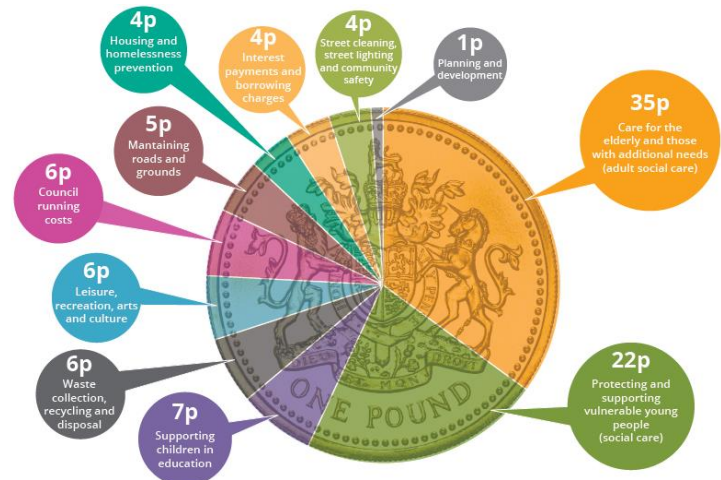 4p
Housing and
homelessness
prevention
4p
Interest
payments and
borrowing
charges
4p
Street cleaning,
street lighting
and community
safety
1p
Planning and
development
35p
Care for the
elderly and those
with additional needs
(adult social care)
5p
Mantaining
roads and
grounds
6p
Council
running
costs
6p
Leisure,
recreation, arts
and culture
6p
Waste
collection,
recycling and
disposal
7p
Supporting
children in
education
22p
Protecting and
supporting
vulnerable young
people
(social care)
ONE POUND